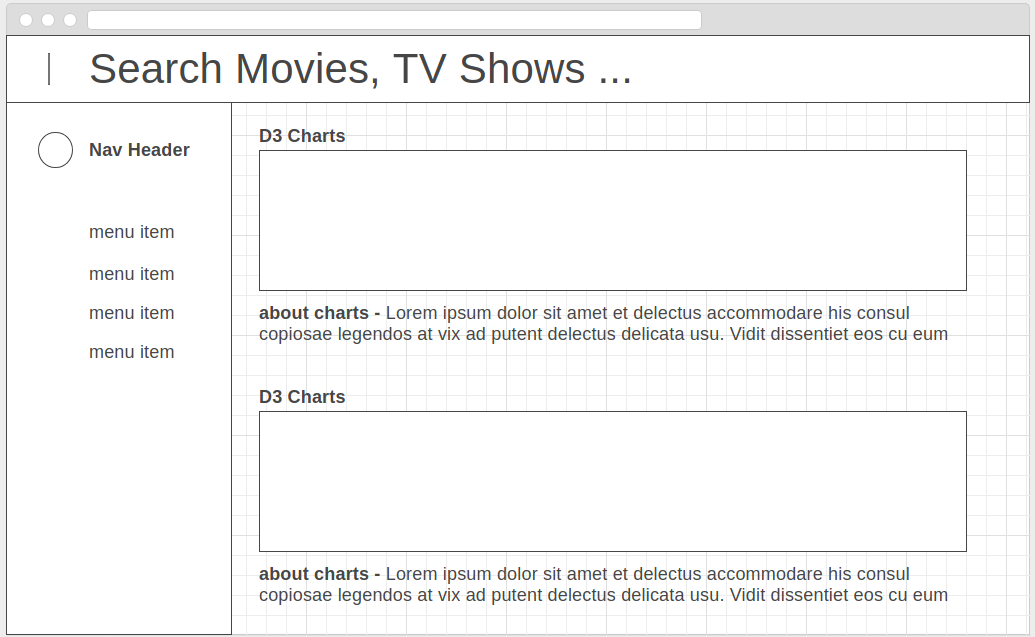 Search Movies, TV Shows ...
Nav Header
menu item
menu item
menu item
menu item
D3 Charts
about charts - Lorem ipsum dolor sit amet et delectus accommodare his consul
copiosae legendos at vix ad putent delectus delicata usu. Vidit dissentiet eos cu eum
D3 Charts
about charts - Lorem ipsum dolor sit amet et delectus accommodare his consul
copiosae legendos at vix ad putent delectus delicata usu. Vidit dissentiet eos cu eum